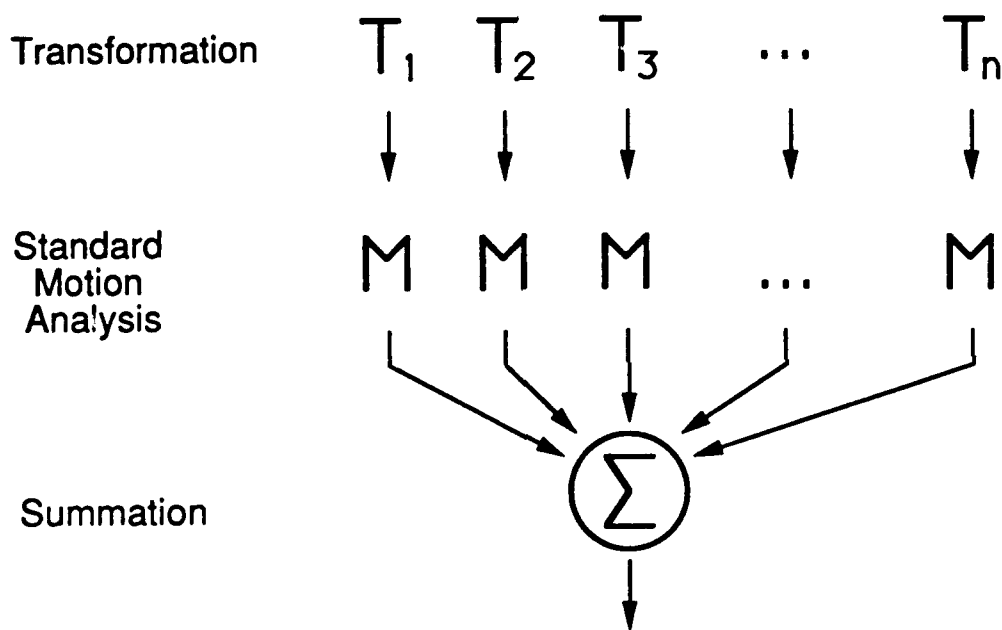 Transformation T₁ T₂ T₃ ... Tₙ
Standard
Motion
Analysis
M M M ... M
Summation
Σ